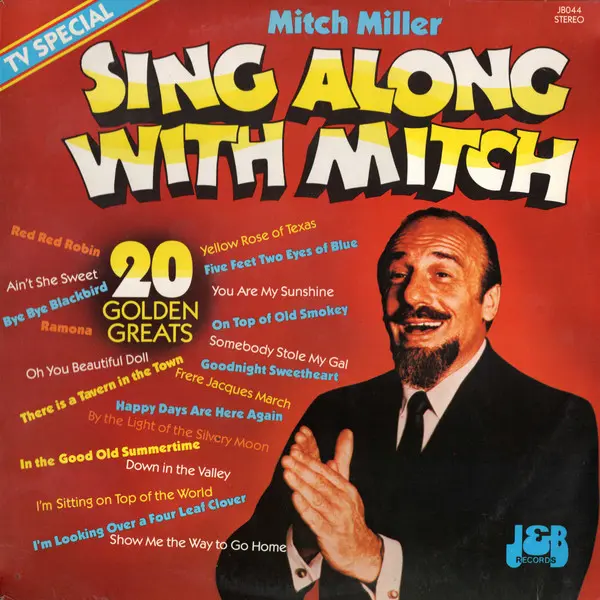 TV SPECIAL
JB044
STEREO
Mitch Miller
SING ALONG
WITH MITCH
Red Red Robin
Ain't She Sweet
Bye Bye Blackbird
Ramona
20
GOLDEN
GREATS
Yellow Rose of Texas
Five Feet Two Eyes of Blue
You Are My Sunshine
On Top of Old Smokey
Somebody Stole My Gal
Oh You Beautiful Doll
Goodnight Sweetheart
There is a Tavern in the Town
Frere Jacques March
Happy Days Are Here Again
By the Light of the Silvery Moon
In the Good Old Summertime
Down in the Valley
I'm Sitting on Top of the World
I'm Looking Over a Four Leaf Clover
Show Me the Way to Go Home
J&B
RECORDS